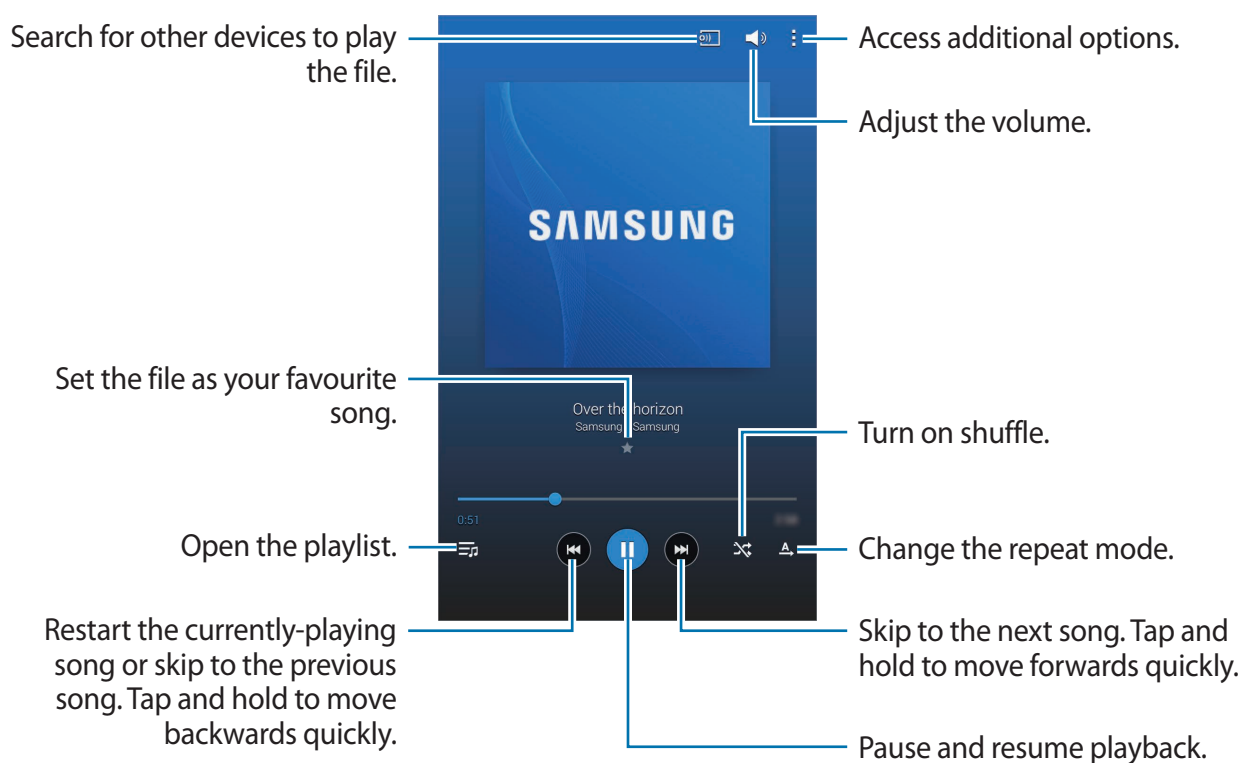 Search for other devices to play
the file.
Access additional options.
Adjust the volume.
SAMSUNG
Set the file as your favourite
song.
Over the horizon
Samsung Samsung
Turn on shuffle.
0:51
Open the playlist.
A
Change the repeat mode.
Restart the currently-playing
song or skip to the previous
song. Tap and hold to move
backwards quickly.
Skip to the next song. Tap and
hold to move forwards quickly.
Pause and resume playback.